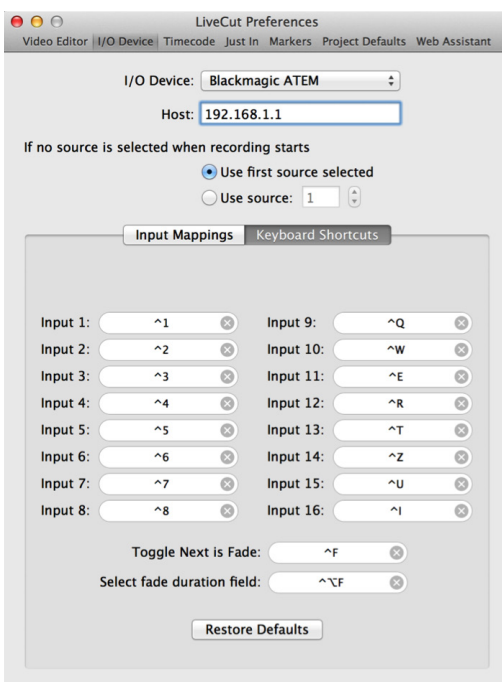 LiveCut Preferences
Video Editor I/O Device Timecode Just In Markers Project Defaults Web Assistant
I/O Device: Blackmagic ATEM
Host: 192.168.1.1
If no source is selected when recording starts
Use first source selected
Use source: 1
Input Mappings Keyboard Shortcuts
Input 1: ^1 Input 9: ^Q
Input 2: ^2 Input 10: ^W
Input 3: ^3 Input 11: ^E
Input 4: ^4 Input 12: ^R
Input 5: ^5 Input 13: ^T
Input 6: ^6 Input 14: ^Z
Input 7: ^7 Input 15: ^U
Input 8: ^8 Input 16: ^I
Toggle Next is Fade: ^F
Select fade duration field: ^⌥F
Restore Defaults